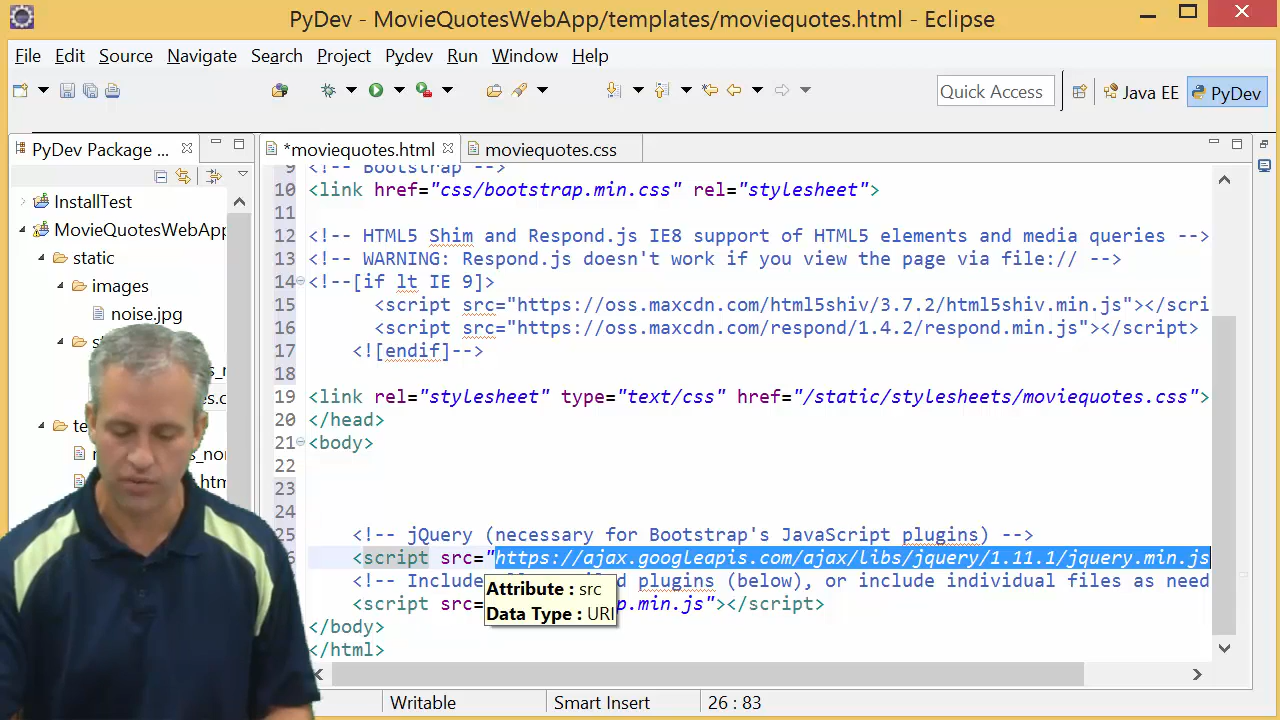 PyDev - MovieQuotesWebApp/templates/moviequotes.html - Eclipse
File Edit Source Navigate Search Project Pydev Run Window Help
Quick Access
Java EE
PyDev
PyDev Package ...
*moviequotes.html
moviequotes.css
InstallTest
MovieQuotesWebApp
static
images
noise.jpg
9 <!-- Bootstrap -->
10 <link href="css/bootstrap.min.css" rel="stylesheet">
11
12 <!-- HTML5 Shim and Respond.js IE8 support of HTML5 elements and media queries -->
13 <!-- WARNING: Respond.js doesn't work if you view the page via file:// -->
14 <!--[if lt IE 9]>
15 <script src="https://oss.maxcdn.com/html5shiv/3.7.2/html5shiv.min.js"></scri
16 <script src="https://oss.maxcdn.com/respond/1.4.2/respond.min.js"></script>
17 <![endif]-->
18
19 <link rel="stylesheet" type="text/css" href="/static/stylesheets/moviequotes.css">
20 </head>
21 <body>
22
23
24
25 <!-- jQuery (necessary for Bootstrap's JavaScript plugins) -->
<script src="https://ajax.googleapis.com/ajax/libs/jquery/1.11.1/jquery.min.js
<!-- Include plugins (below), or include individual files as need
<script src= p.min.js"></script>
</body>
</html>
Attribute : src
Data Type : URI
Writable
Smart Insert
26 : 83